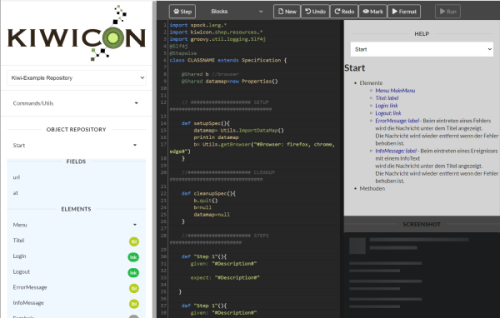 KIWICON
Kiwi-Example Repository
Commands:Utils
OBJECT REPOSITORY
Start
FIELDS
url
at
ELEMENTS
Menu
Titel
Login
Logout
ErrorMessage
InfoMessage
Step
Blocks
New
Undo
Redo
Mark
Format
Run
import spock.lang.*
import kiwicon.shop.resources.*
import groovy.util.logging.Slf4j
@Slf4j
@Stepwise
class CLASSNAME extends Specification {
@Shared b //browser
@Shared datamap=new Properties()
def setupSpec(){
datamap= Utils.importDataMap()
println datamap
b= Utils.getBrowser("#Browser: firefox, chrome,
edge#")
}
def cleanupSpec(){
b.quit()
b=null
datamap=null
}
def "Step 1"(){
given: "#Description#"
expect: "#Description#"
}
def "Step 1"(){
given: "#Description#"
HELP
Start
Start
Elemente
Menu: MainMenu
Titel: label
Login: link
Logout: link
ErrorMessage: label - Beim eintreten eines Fehlers
wird die Nachricht unter dem Titel angezeigt.
Die Nachricht wird wieder entfernt wenn der Fehler
behoben ist.
InfoMessage: label - Beim eintreten eines Ereignisses
mit einem InfoText
wird die Nachricht unter dem Titel angezeigt.
Die Nachricht wird wieder entfernt wenn der Fehler
behoben ist.
Methoden
SCREENSHOT